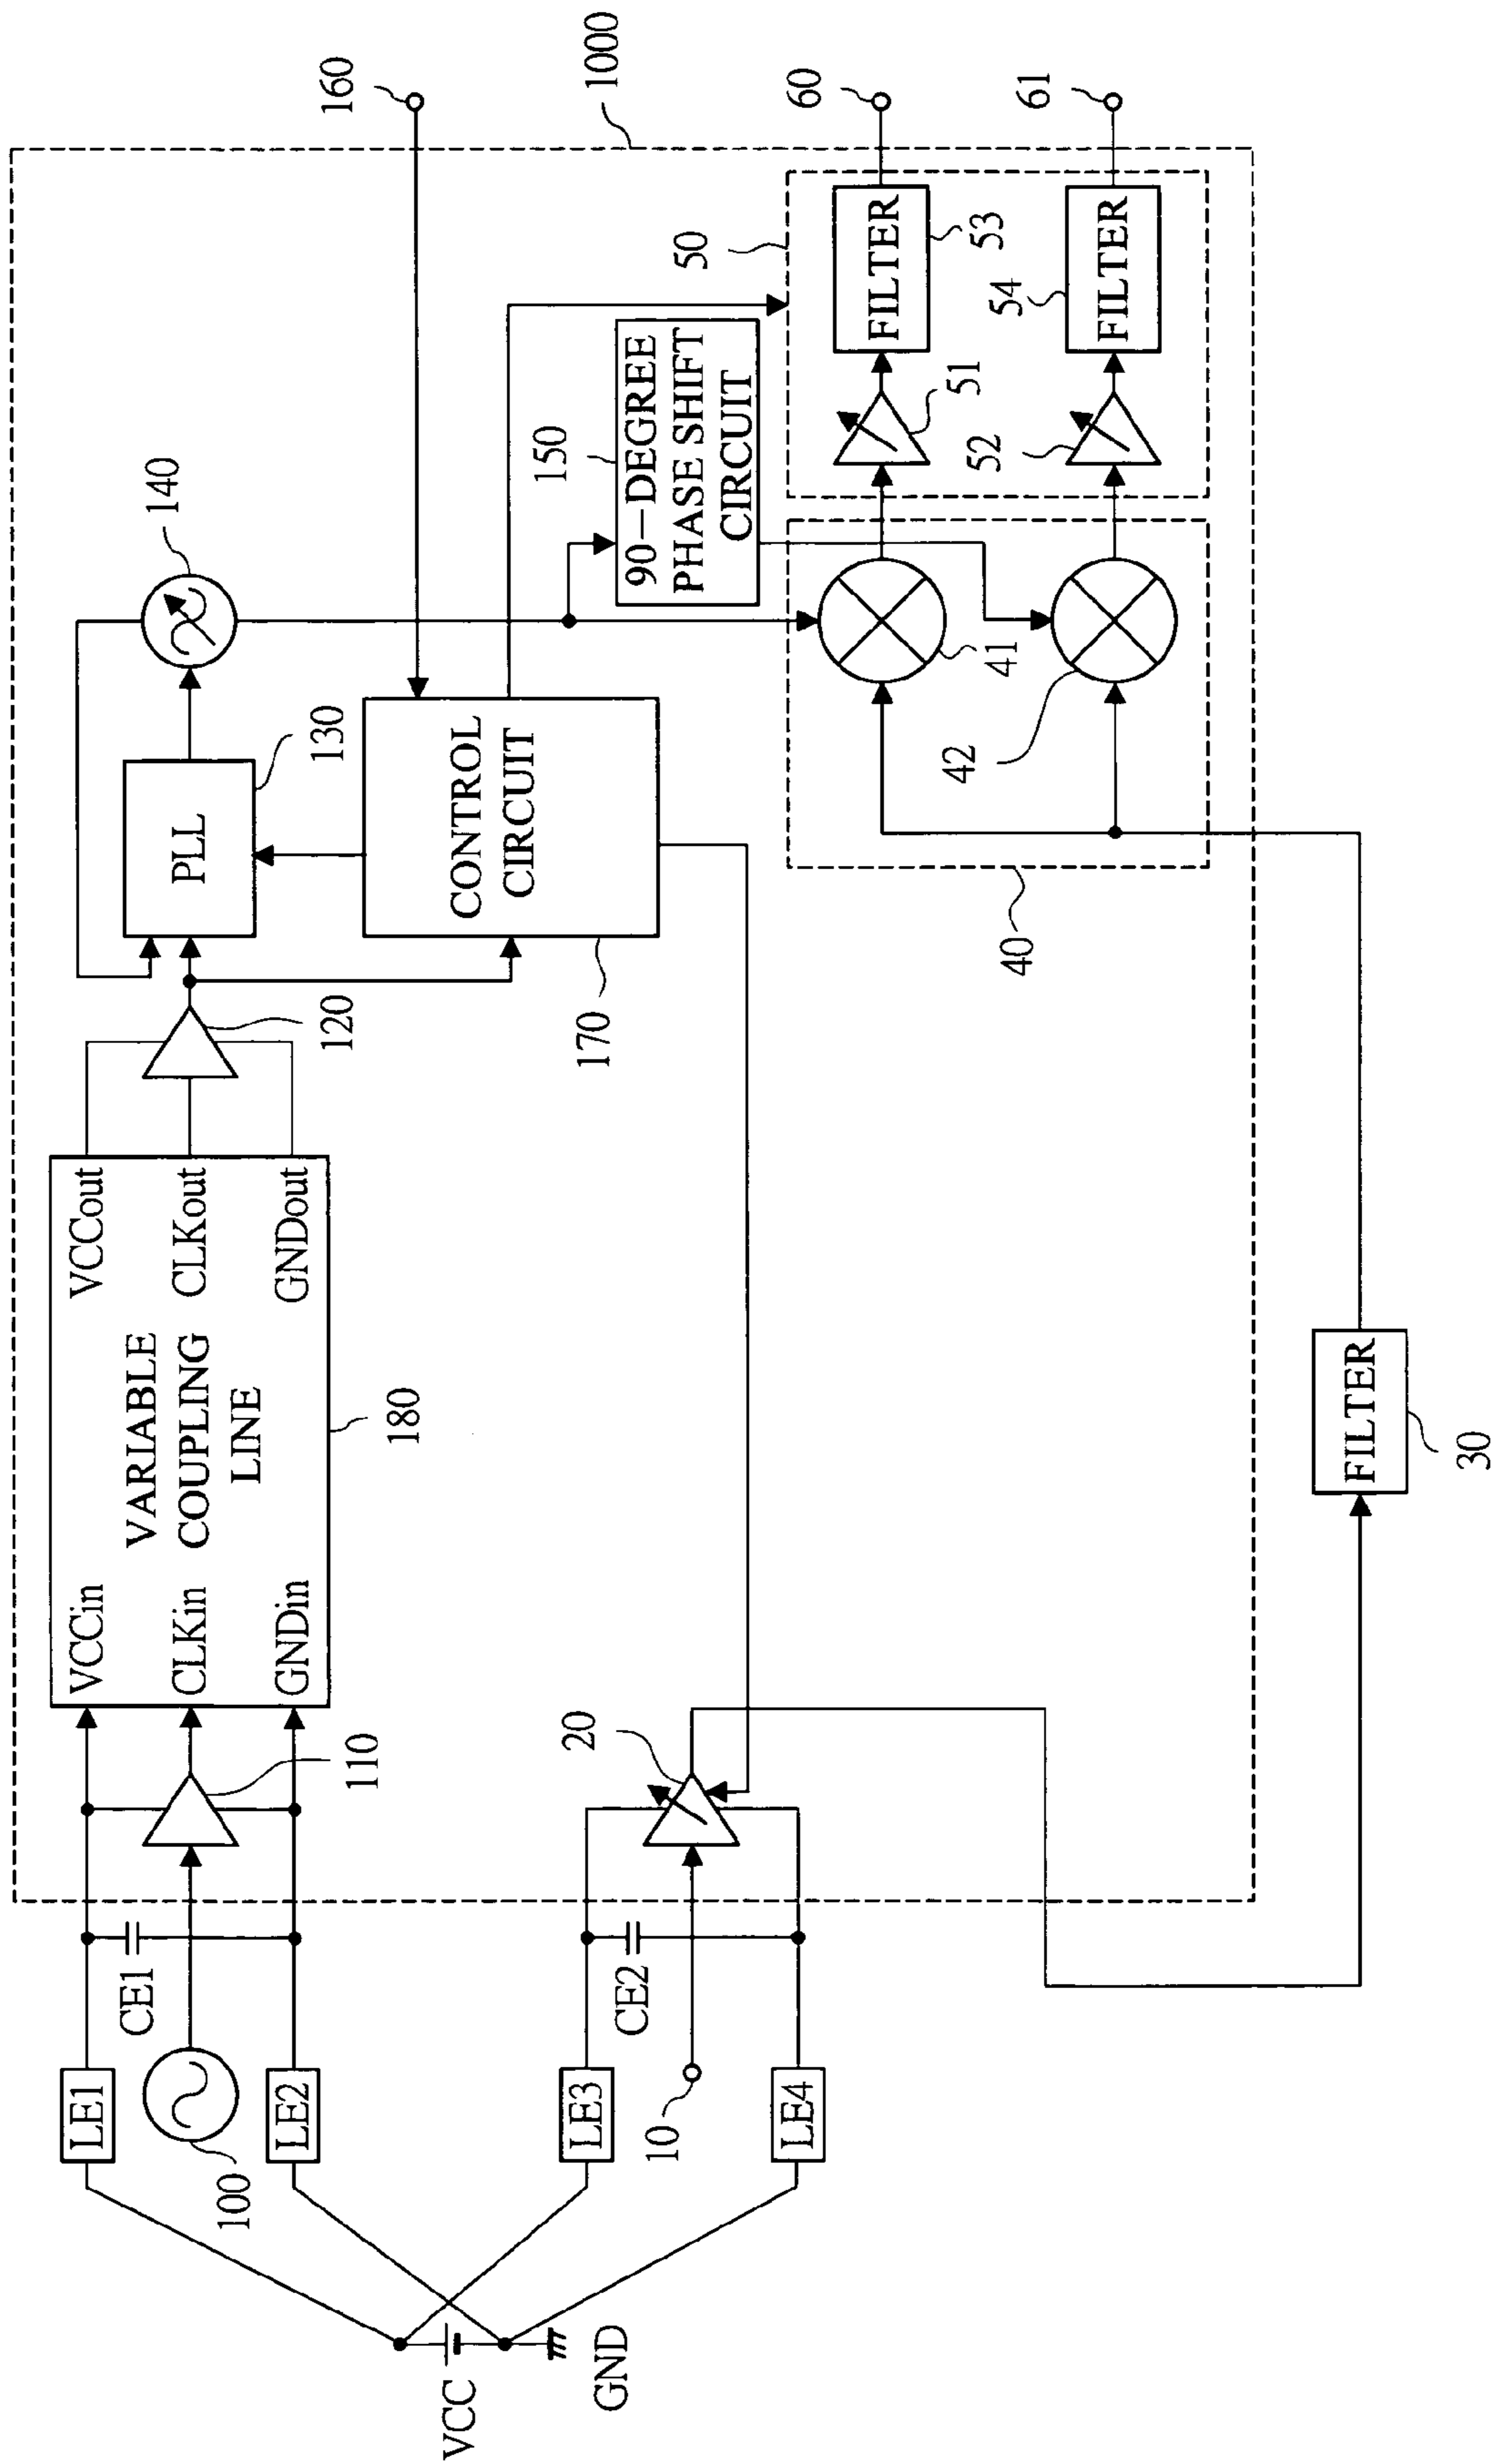 160
1000
60
61
140
50
FILTER
53
54
FILTER
150
90-DEGREE
PHASE SHIFT
CIRCUIT
51
52
130
PLL
CONTROL
CIRCUIT
41
42
40
120
170
VCCout
CLKout
GNDout
VARIABLE
COUPLING
LINE
180
VCCin
CLKin
GNDin
FILTER
30
110
20
CE1
CE2
LE1
100
LE2
LE3
10
LE4
VCC
GND